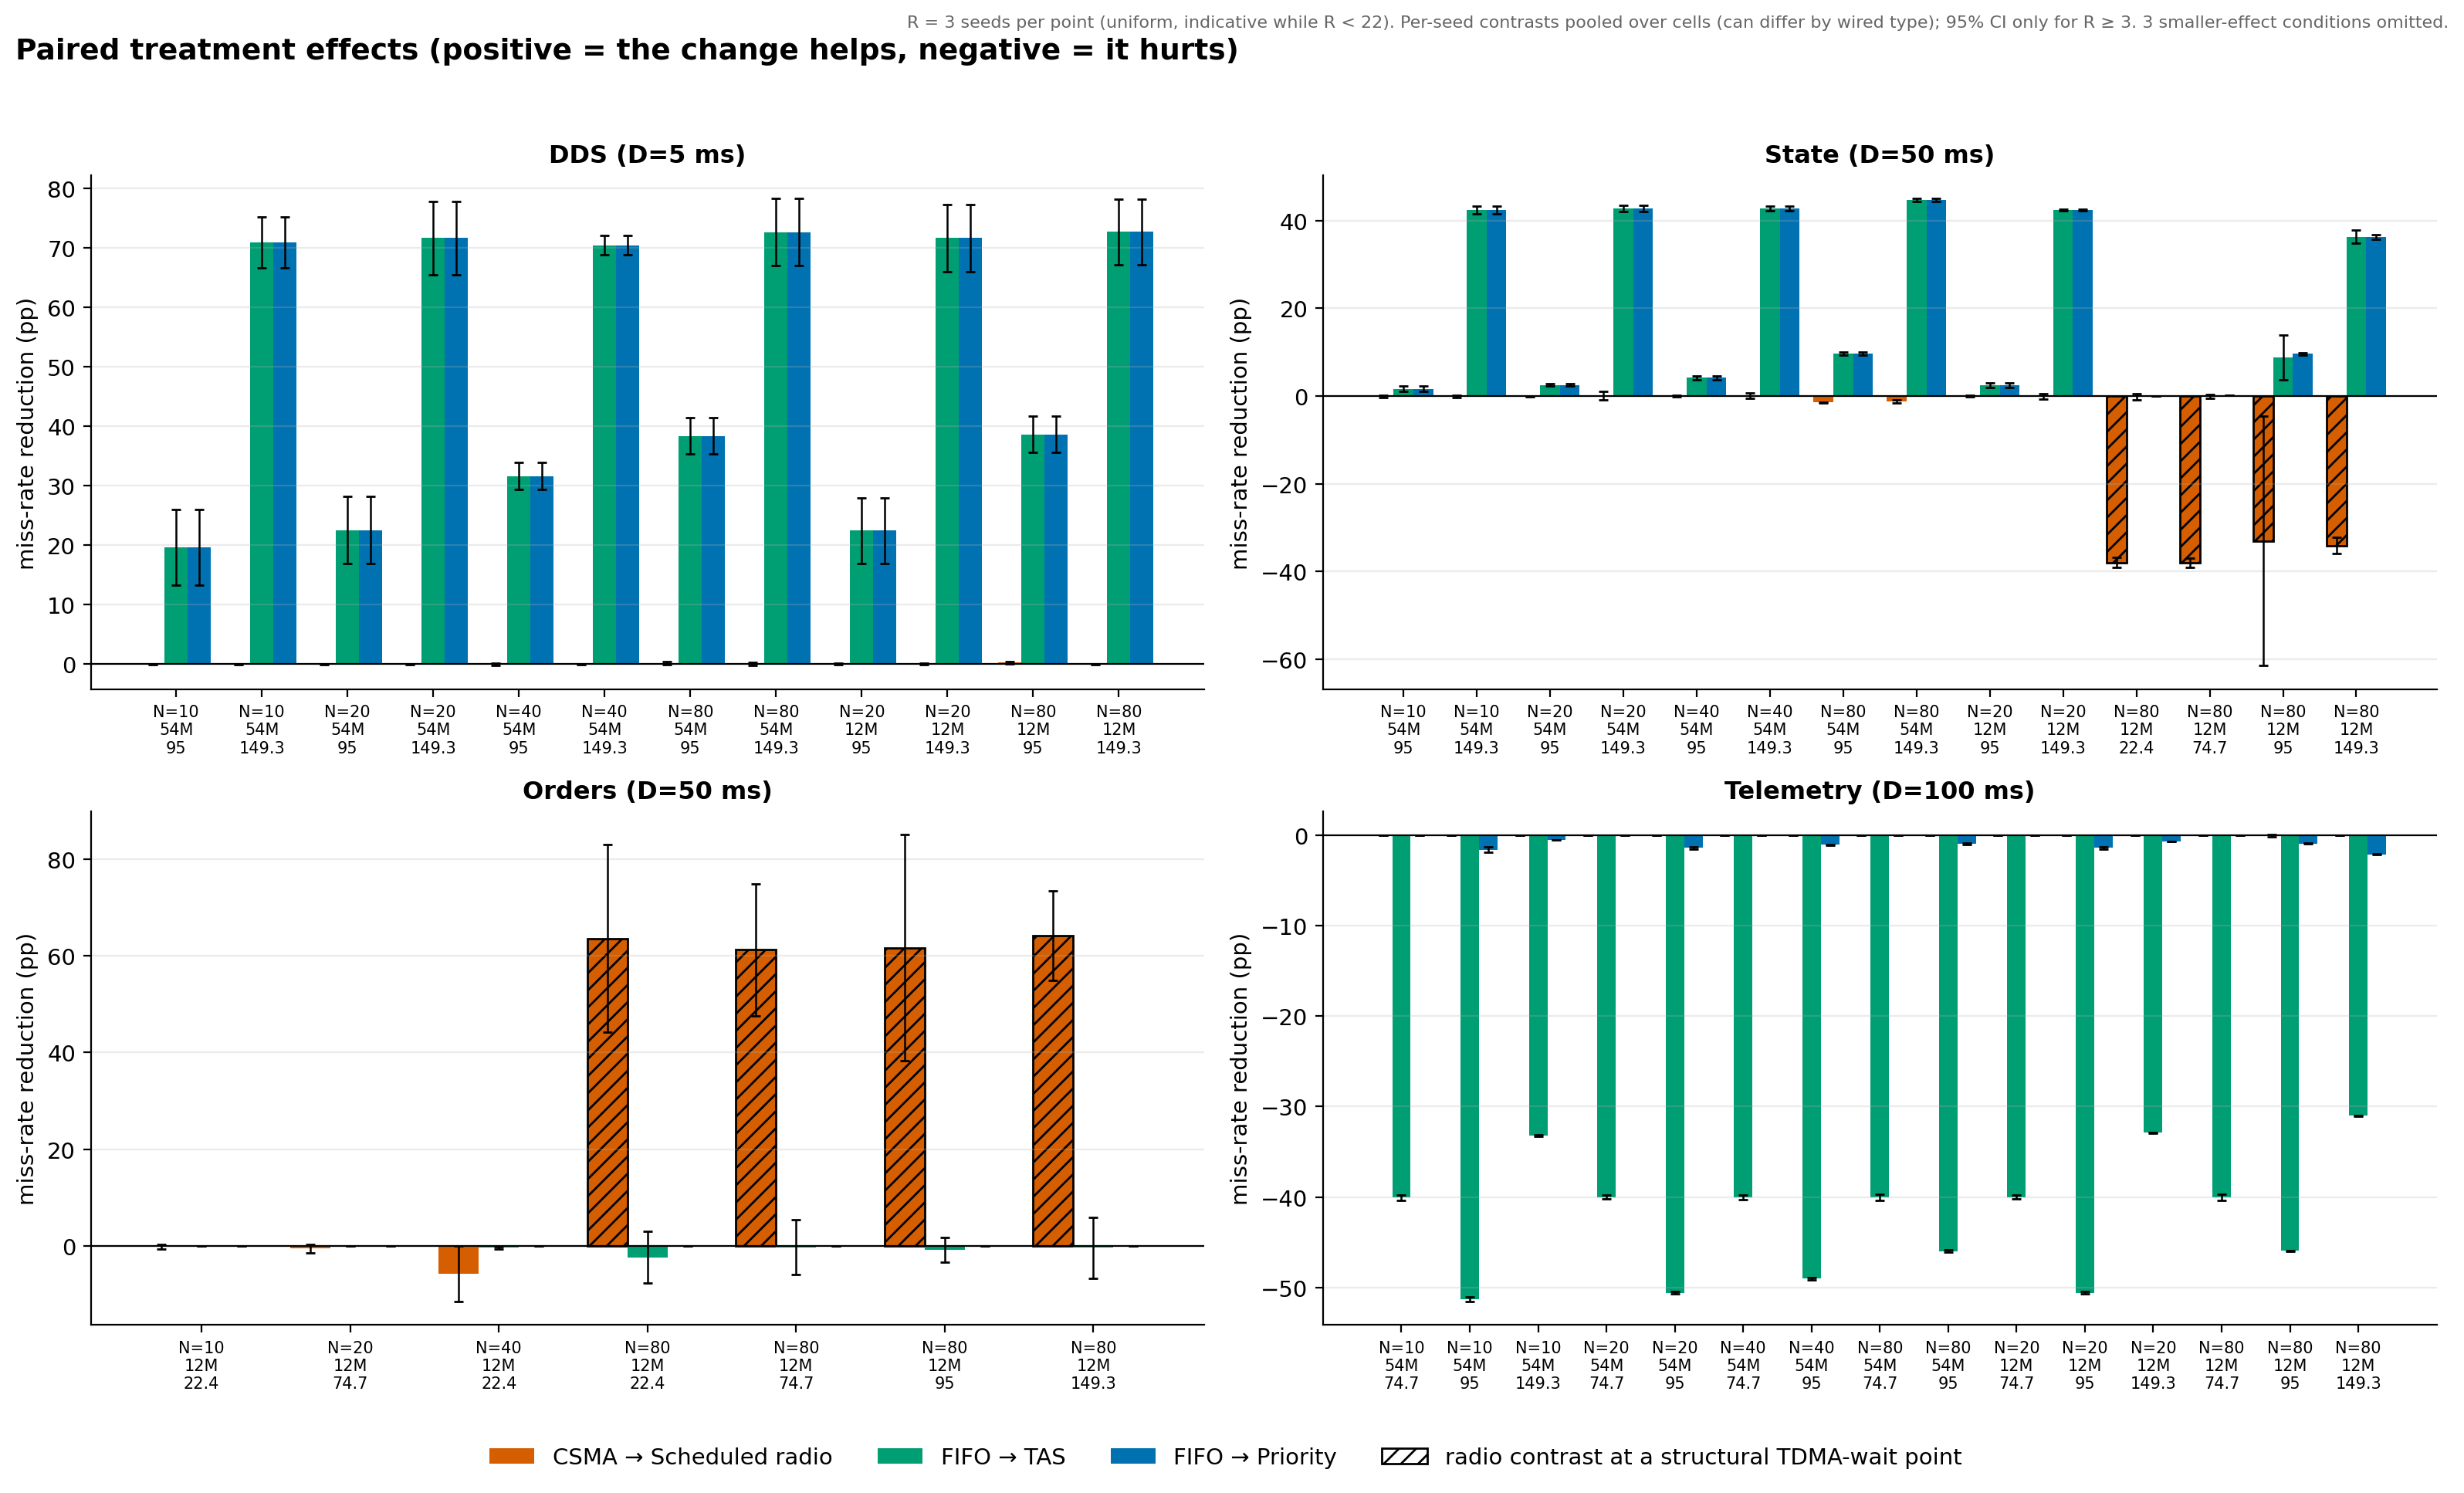 R = 3 seeds per point (uniform, indicative while R < 22). Per-seed contrasts pooled over cells (can differ by wired type); 95% CI only for R ≥ 3. 3 smaller-effect conditions omitted.
Paired treatment effects (positive = the change helps, negative = it hurts)
DDS (D=5 ms)
miss-rate reduction (pp)
80
70
60
50
40
30
20
10
0
N=10 N=10 N=20 N=20 N=40 N=40 N=80 N=80 N=20 N=20 N=80 N=80
54M 54M 54M 54M 54M 54M 54M 54M 12M 12M 12M 12M
95 149.3 95 149.3 95 149.3 95 149.3 95 149.3 95 149.3
State (D=50 ms)
miss-rate reduction (pp)
40
20
0
−20
−40
−60
N=10 N=10 N=20 N=20 N=40 N=40 N=80 N=80 N=20 N=20 N=80 N=80 N=80 N=80
54M 54M 54M 54M 54M 54M 54M 54M 12M 12M 12M 12M 12M 12M
95 149.3 95 149.3 95 149.3 95 149.3 95 149.3 22.4 74.7 95 149.3
Orders (D=50 ms)
miss-rate reduction (pp)
80
60
40
20
0
N=10 N=20 N=40 N=80 N=80 N=80 N=80
12M 12M 12M 12M 12M 12M 12M
22.4 74.7 22.4 22.4 74.7 95 149.3
Telemetry (D=100 ms)
miss-rate reduction (pp)
0
−10
−20
−30
−40
−50
N=10 N=10 N=10 N=20 N=20 N=40 N=40 N=80 N=80 N=20 N=20 N=20 N=80 N=80 N=80
54M 54M 54M 54M 54M 54M 54M 54M 54M 12M 12M 12M 12M 12M 12M
74.7 95 149.3 74.7 95 74.7 95 74.7 95 74.7 95 149.3 74.7 95 149.3
CSMA → Scheduled radio FIFO → TAS FIFO → Priority radio contrast at a structural TDMA-wait point